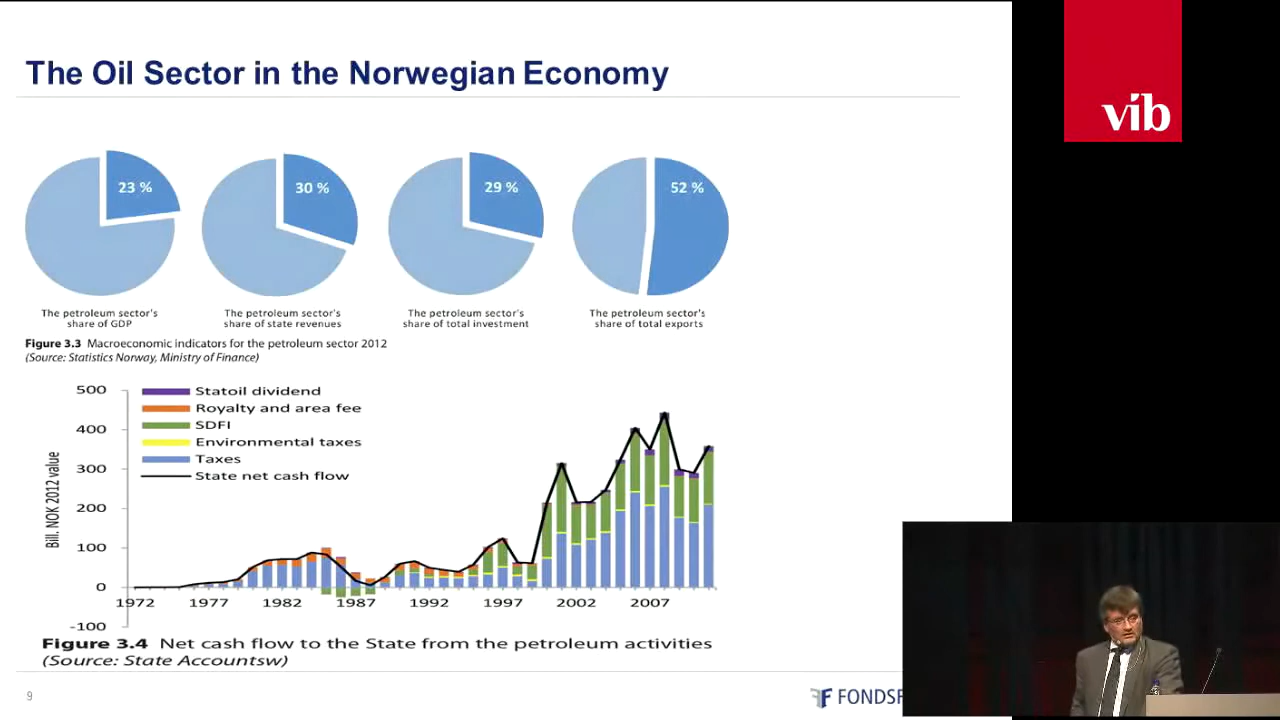 The Oil Sector in the Norwegian Economy
vib
23 %
30 %
29 %
52 %
The petroleum sector's
share of GDP
The petroleum sector's
share of state revenues
The petroleum sector's
share of total investment
The petroleum sector's
share of total exports
Figure 3.3 Macroeconomic indicators for the petroleum sector 2012
(Source: Statistics Norway, Ministry of Finance)
Bill. NOK 2012 value
500
400
300
200
100
0
-100
Statoil dividend
Royalty and area fee
SDFI
Environmental taxes
Taxes
State net cash flow
1972
1977
1982
1987
1992
1997
2002
2007
Figure 3.4 Net cash flow to the State from the petroleum activities
(Source: State Accountsw)
9